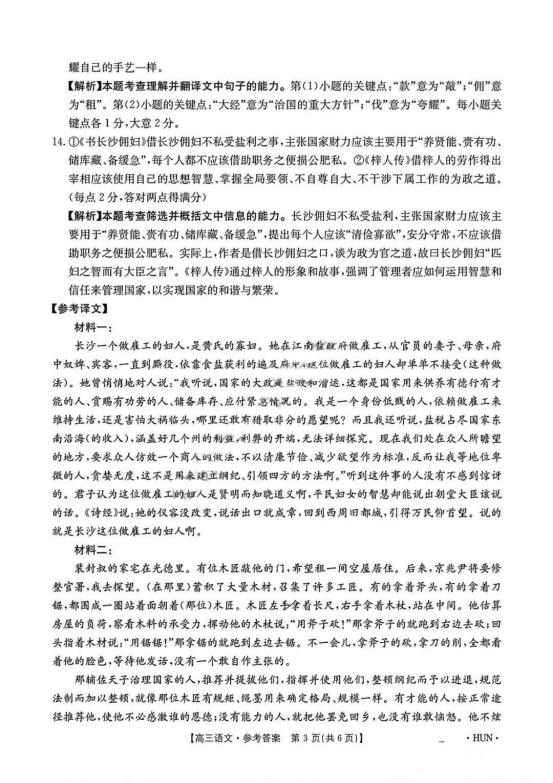 耀自己的手艺一样。
【解析】本题考查理解并翻译文中句子的能力。第(1)小题的关键点:“款”意为“敲”;“佣”意
为“租”。第(2)小题的关键点:“大经”意为“治国的重大方针”;“伐”意为“夸耀”。每小题关
键点各1分,大意2分。
14.①《书长沙佣妇》借长沙佣妇不私受盐利之事,主张国家财力应该主要用于“养贤能、赉有功、
储库藏、备缓急”,每个人都不应该借助职务之便损公肥私。②《梓人传》借梓人的劳作得出
宰相应该使用自己的思想智慧、掌握全局要领、不自尊自大、不干涉下属工作的为政之道。
(每点2分,答对两点得满分)
【解析】本题考查筛选并概括文中信息的能力。长沙佣妇不私受盐利,主张国家财力应该主
要用于“养贤能、赉有功、储库藏、备缓急”,提出每个人应该“清俭寡欲”,安分守常,不应该借
助职务之便损公肥私。实际上,作者是借长沙佣妇之口,谈为政为官之道,故曰长沙佣妇“匹
妇之智而有大臣之言”。《梓人传》通过梓人的形象和故事,强调了管理者应如何运用智慧和
信任来管理国家,以实现国家的和谐与繁荣。
【参考译文】
材料一:
长沙一个做雇工的妇人,是黄氏的寡妇。她在江南盐政府做雇工,从官员的妻子、母亲,府
中奴婢、宾客,一直到厮役,依靠食盐获利的遍及府里,这位做雇工的妇人却单单不接受(这种做
法)。她曾悄悄地对人说:“我听说,国家的大政是盐政和漕运,这都是国家用来供养有德行有才
能的人、赏赐有功劳的人、储备库存、应付紧急情况的。我是一个身份低贱的人,依赖做雇工来
维持生活,还是害怕大祸临头,哪里还敢有猎取非分的愿望呢?而且我还听说,盐税占尽国家东
南沿海(的收入),涵盖好几个州的利益,利弊的开端,无法详细探究。现在我们处在众人所瞻望
的地方,要求众人仿效一个商人的做法,不以清廉节俭、减少欲望作为标准,反而让我等地位卑
微的人,贪婪无度,这不是用来建立纲纪、引领四方的方法啊。”听到这件事的人没有不感到惊讶
的。君子认为这位做雇工的妇人是贤明而知晓道义啊,平民妇女的智慧却能说出朝堂大臣该说
的话。《诗经》说:她的仪容没改变,说话出口就成章,回到西周旧都城,引得万民仰首望。说的
就是长沙这位做雇工的妇人啊。
材料二:
裴封叔的家宅在光德里。有位木匠敲他的门,希望租一间空屋居住。后来,京兆尹将要修
整官署,我去探望。(在那里)蓄积了大量木材,召集了许多工匠。有的拿着斧头,有的拿着刀
锯,都围成一圈站着面朝着(那位)木匠。木匠左手拿着长尺,右手拿着木杖,站在中间。他估算
房屋的负荷,察看木料的承受力,挥动他的木杖说:“用斧子砍!”那拿斧子的就跑到右边去砍;回
头指着木材说:“用锯锯!”那拿锯的就跑到左边去锯。不一会儿,拿斧子的砍,拿刀的削,全都看
着他的脸色,等待他发话,没有一个敢自作主张的。
那辅佐天子治理国家的人,推荐并提拔他们,指挥并使用他们,整顿纲纪而予以进退,规范
法制而加以整顿,就像那位木匠有规矩、绳墨用来确定格局、规模一样。有才能的人,按正常途
径推荐他,使他不必感激谁的恩德;没有能力的人,就把他罢免回乡,也没有谁敢恼怨。他不炫
【高三语文·参考答案 第3页(共6页)】
·HUN·